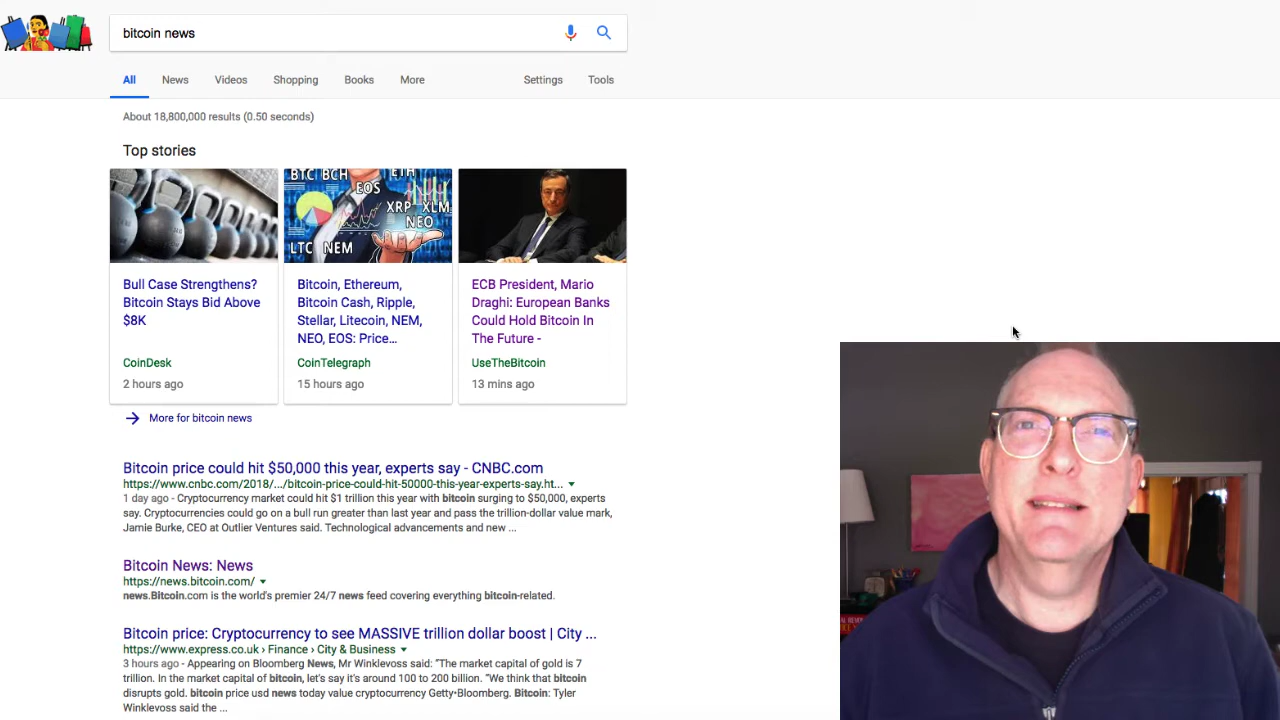 bitcoin news
All News Videos Shopping Books More Settings Tools
About 18,800,000 results (0.50 seconds)
Top stories
BTC BCH ETH
EOS
XRP XLM
NEO
LTC NEM
Bull Case Strengthens?
Bitcoin Stays Bid Above
$8K
CoinDesk
2 hours ago
Bitcoin, Ethereum,
Bitcoin Cash, Ripple,
Stellar, Litecoin, NEM,
NEO, EOS: Price...
CoinTelegraph
15 hours ago
ECB President, Mario
Draghi: European Banks
Could Hold Bitcoin In
The Future -
UseTheBitcoin
13 mins ago
More for bitcoin news
Bitcoin price could hit $50,000 this year, experts say - CNBC.com
https://www.cnbc.com/2018/.../bitcoin-price-could-hit-50000-this-year-experts-say.ht...
1 day ago - Cryptocurrency market could hit $1 trillion this year with bitcoin surging to $50,000, experts
say. Cryptocurrencies could go on a bull run greater than last year and pass the trillion-dollar value mark,
Jamie Burke, CEO at Outlier Ventures said. Technological advancements and new ...
Bitcoin News: News
https://news.bitcoin.com/
news.Bitcoin.com is the world's premier 24/7 news feed covering everything bitcoin-related.
Bitcoin price: Cryptocurrency to see MASSIVE trillion dollar boost | City ...
https://www.express.co.uk › Finance › City & Business
3 hours ago - Appearing on Bloomberg News, Mr Winklevoss said: "The market capital of gold is 7
trillion. In the market capital of bitcoin, let's say it's around 100 to 200 billion. "We think that bitcoin
disrupts gold. bitcoin price usd news today value cryptocurrency Getty•Bloomberg. Bitcoin: Tyler
Winklevoss said the ...